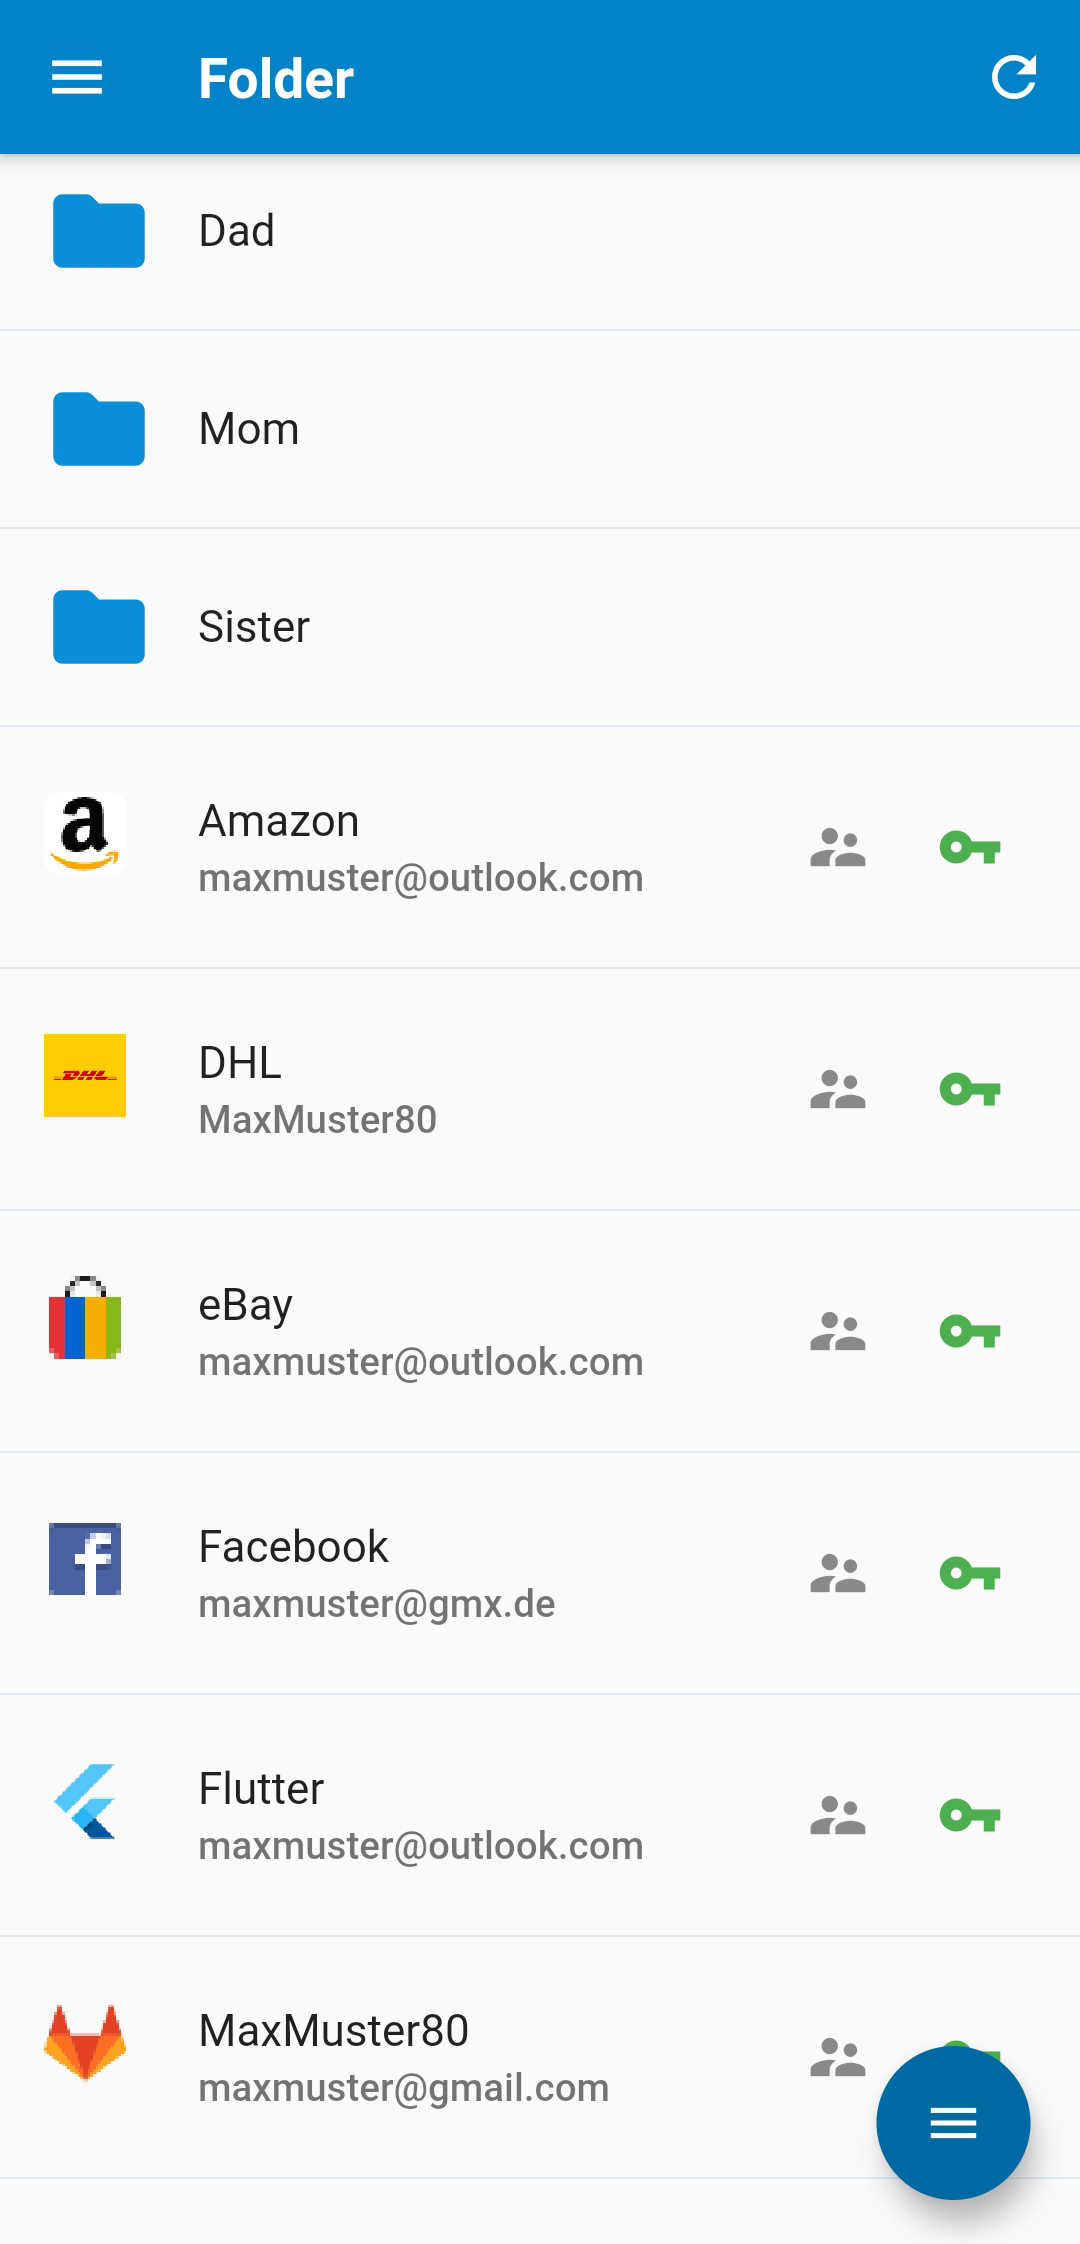 Folder
Dad
Mom
Sister
Amazon
maxmuster@outlook.com
DHL
DHL
MaxMuster80
eBay
maxmuster@outlook.com
Facebook
maxmuster@gmx.de
Flutter
maxmuster@outlook.com
MaxMuster80
maxmuster@gmail.com